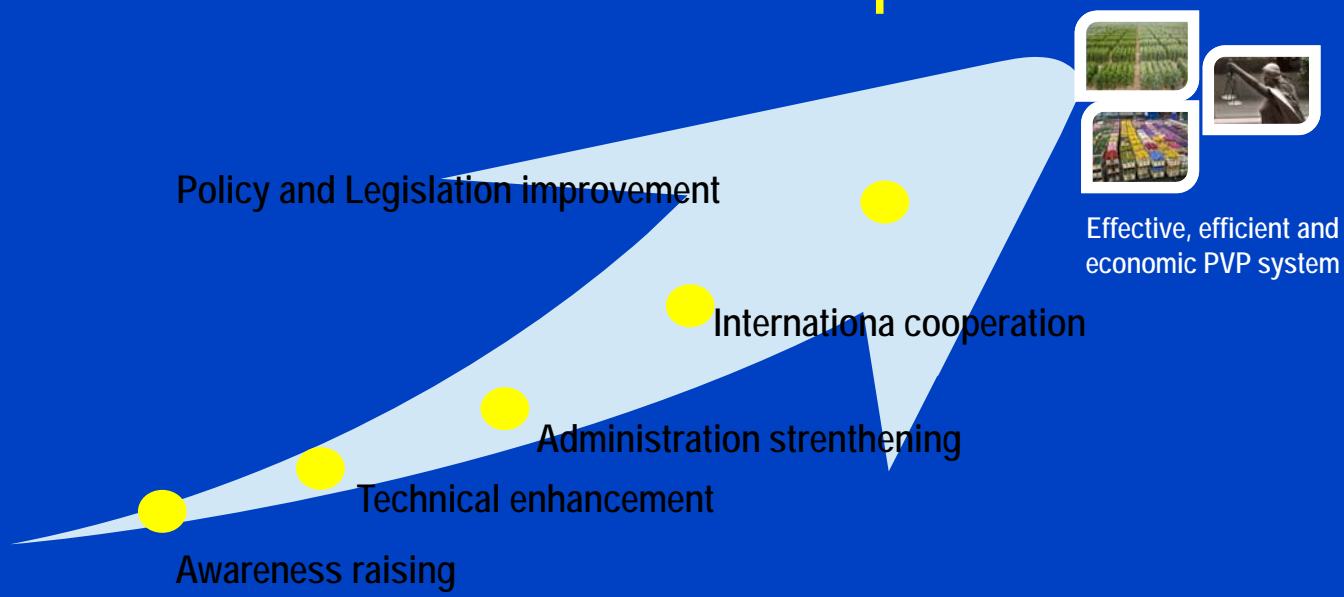 Policy and Legislation improvement
Effective, efficient and
economic PVP system
Internationa cooperation
Administration strenthening
Technical enhancement
Awareness raising